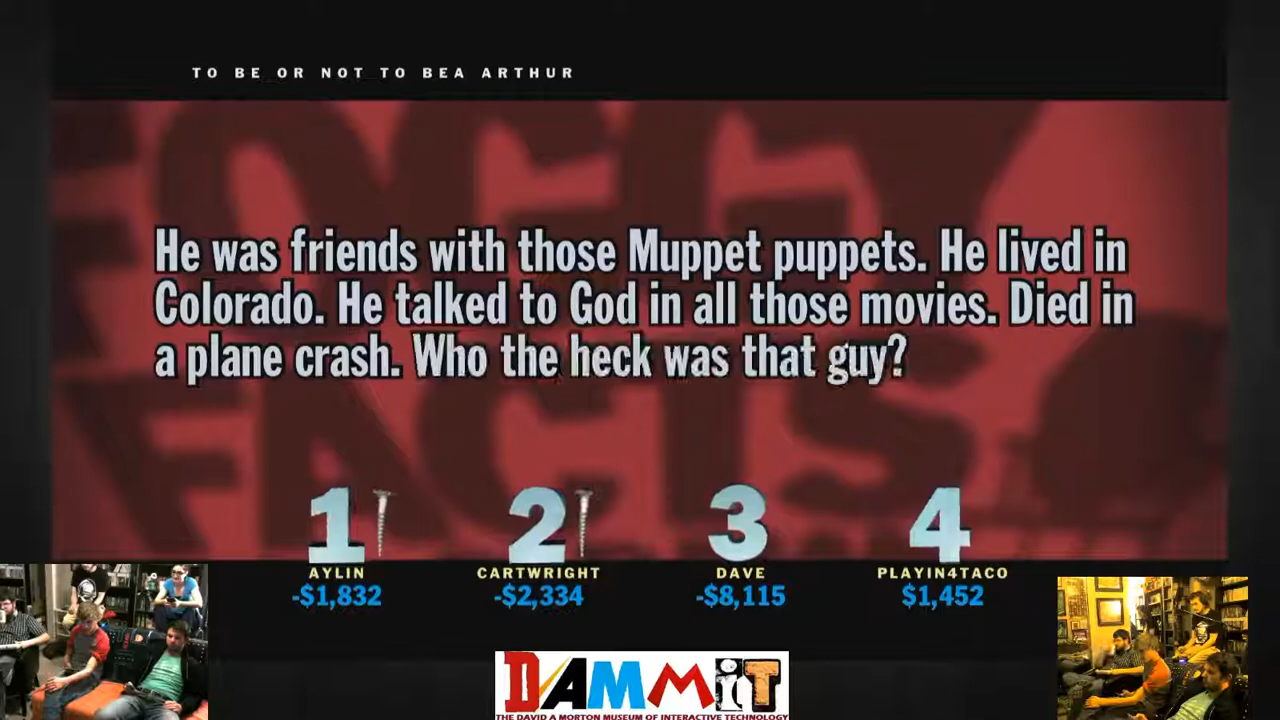 TO BE OR NOT TO BEA ARTHUR
FOGGY
FACTS
He was friends with those Muppet puppets. He lived in
Colorado. He talked to God in all those movies. Died in
a plane crash. Who the heck was that guy?
1 2 3 4
AYLIN CARTWRIGHT DAVE PLAYIN4TACO
-$1,832 -$2,334 -$8,115 $1,452
DAMMiT
THE DAVID A MORTON MUSEUM OF INTERACTIVE TECHNOLOGY